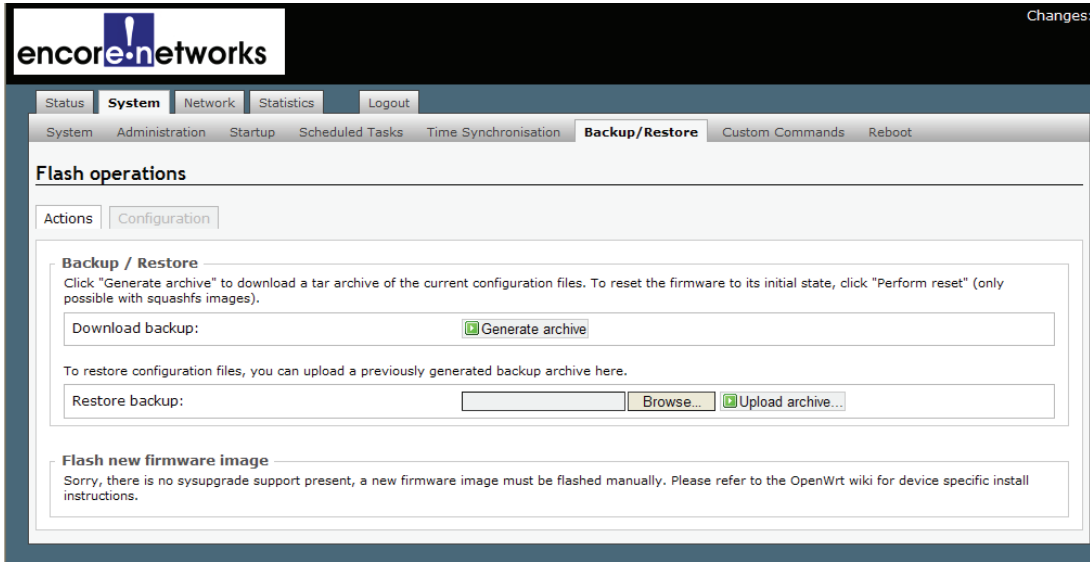 Changes:
encore!networks
Status System Network Statistics Logout
System Administration Startup Scheduled Tasks Time Synchronisation Backup/Restore Custom Commands Reboot
Flash operations
Actions Configuration
Backup / Restore
Click "Generate archive" to download a tar archive of the current configuration files. To reset the firmware to its initial state, click "Perform reset" (only
possible with squashfs images).
Download backup: Generate archive
To restore configuration files, you can upload a previously generated backup archive here.
Restore backup: Browse... Upload archive...
Flash new firmware image
Sorry, there is no sysupgrade support present, a new firmware image must be flashed manually. Please refer to the OpenWrt wiki for device specific install
instructions.